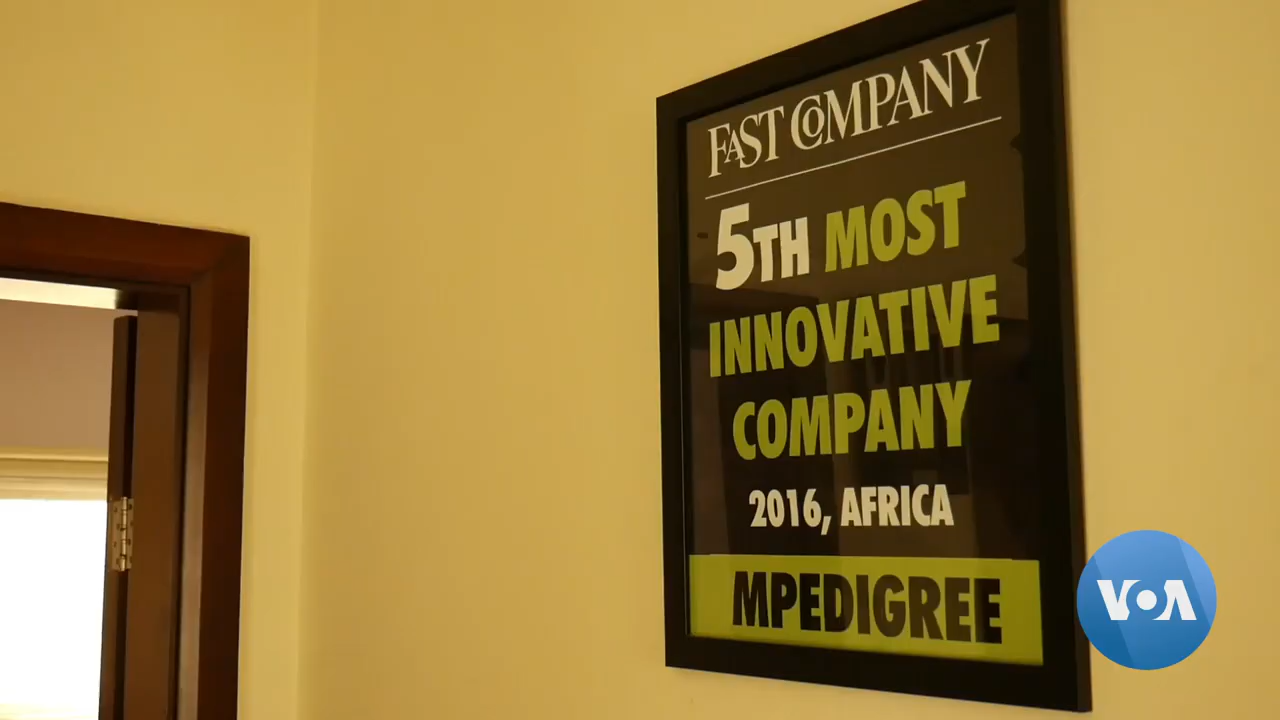 FAST COMPANY
5TH MOST
INNOVATIVE
COMPANY
2016, AFRICA
MPEDIGREE
VOA